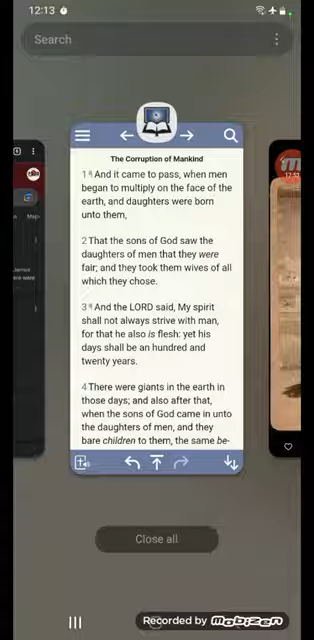 12:13
Search
The Corruption of Mankind
1 ¶ And it came to pass, when men
began to multiply on the face of the
earth, and daughters were born
unto them,
2 That the sons of God saw the
daughters of men that they were
fair; and they took them wives of all
which they chose.
3 ¶ And the LORD said, My spirit
shall not always strive with man,
for that he also is flesh: yet his
days shall be an hundred and
twenty years.
4 There were giants in the earth in
those days; and also after that,
when the sons of God came in unto
the daughters of men, and they
bare children to them, the same be-
Close all
Recorded by mobizen